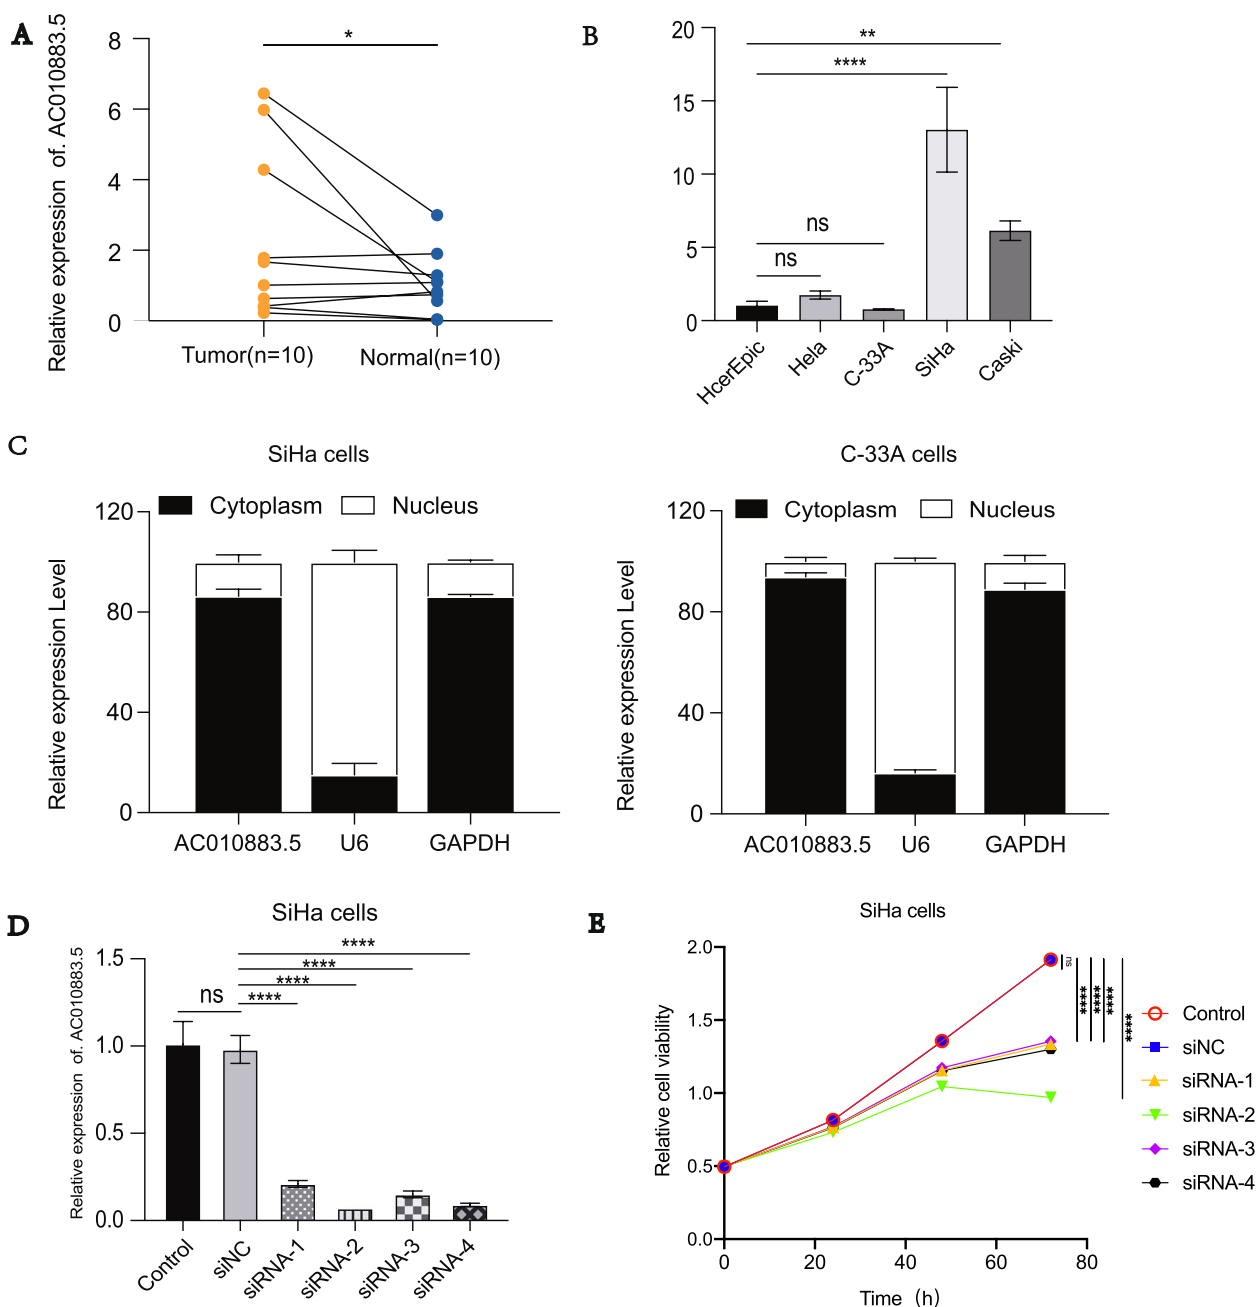 A
Relative expression of. AC010883.5
8
6
4
2
0
*
Tumor(n=10)
Normal(n=10)
B
20
15
10
5
0
**
****
ns
ns
HcerEpic
Hela
C-33A
SiHa
Caski
C
SiHa cells
Cytoplasm
Nucleus
Relative expression Level
120
80
40
0
AC010883.5
U6
GAPDH
C-33A cells
Cytoplasm
Nucleus
Relative expression Level
120
80
40
0
AC010883.5
U6
GAPDH
D
SiHa cells
Relative expression of. AC010883.5
1.5
1.0
0.5
0.0
ns
****
****
****
****
Control
siNC
siRNA-1
siRNA-2
siRNA-3
siRNA-4
E
SiHa cells
Relative cell viability
2.0
1.5
1.0
0.5
0.0
0
20
40
60
80
Time（h）
ns
****
****
****
****
Control
siNC
siRNA-1
siRNA-2
siRNA-3
siRNA-4